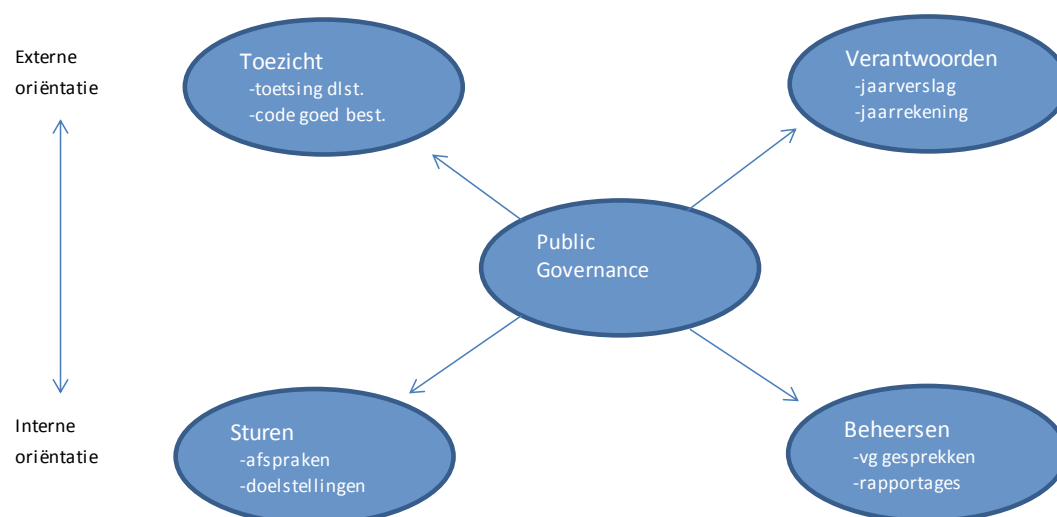 Externe
oriëntatie
Toezicht
-toetsing dlst.
-code goed best.
Verantwoorden
-jaarverslag
-jaarrekening
Public
Governance
Interne
oriëntatie
Sturen
-afspraken
-doelstellingen
Beheersen
-vg gesprekken
-rapportages